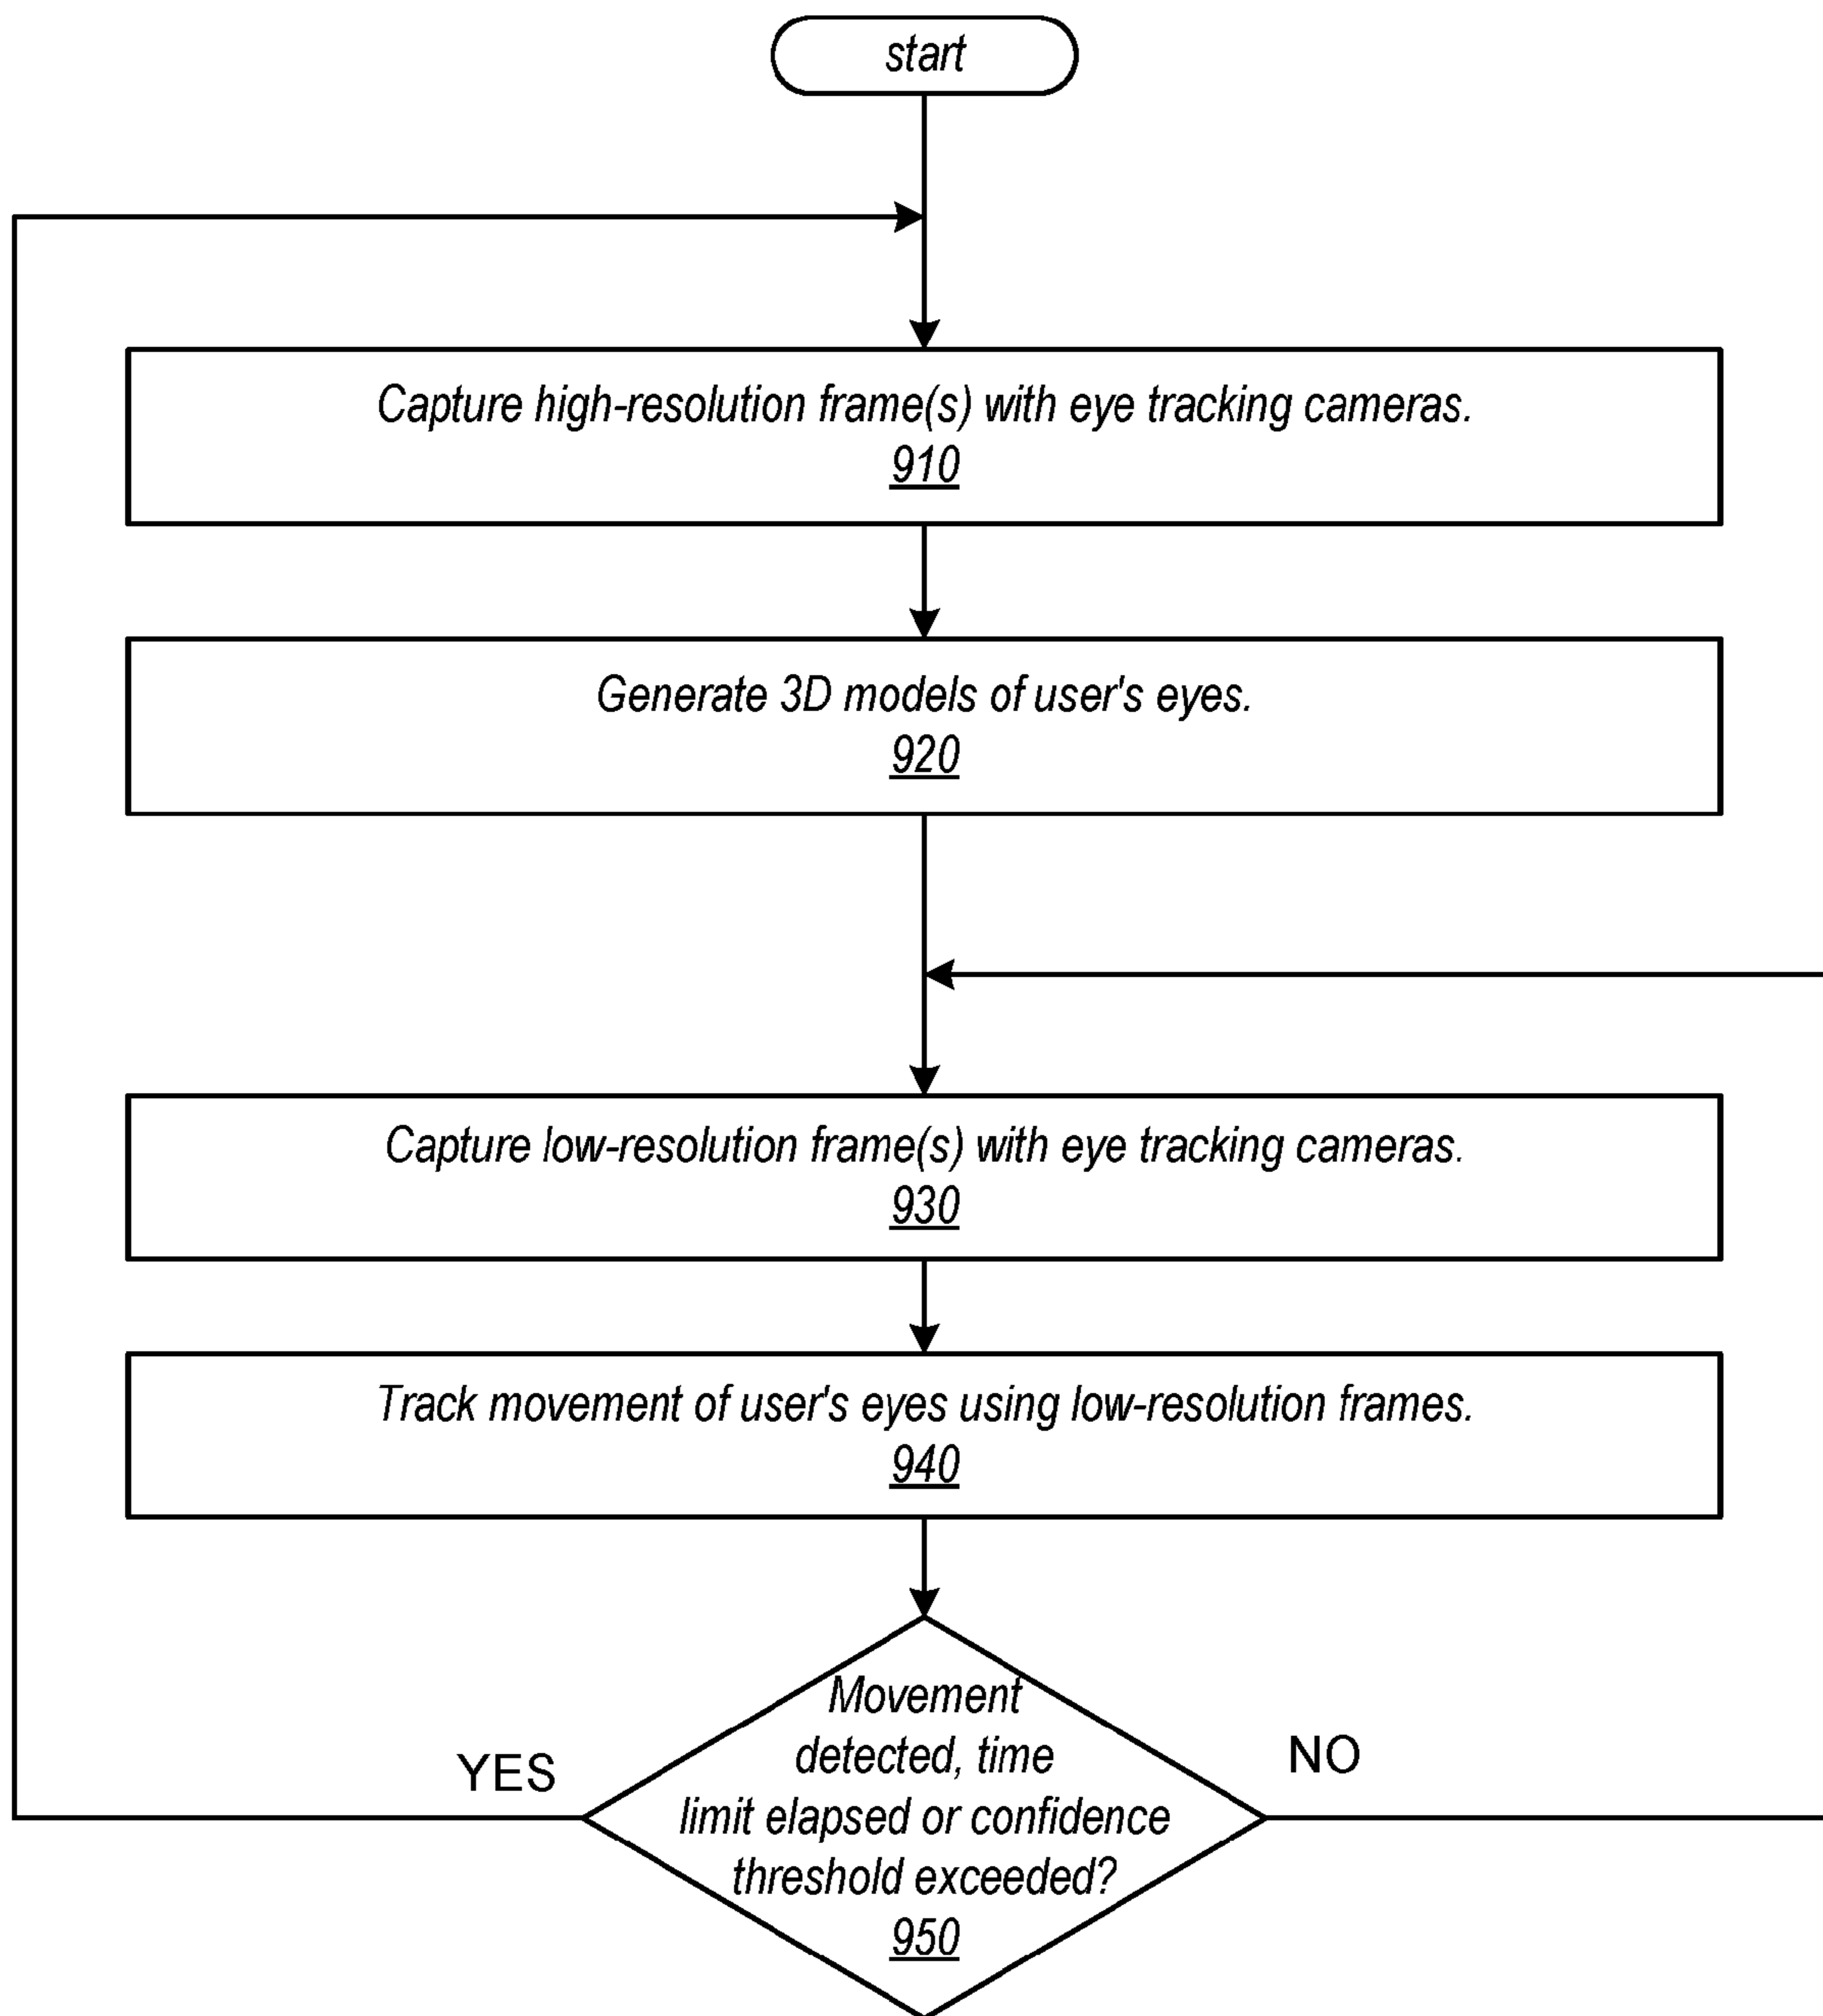 start
Capture high-resolution frame(s) with eye tracking cameras.
910
Generate 3D models of user's eyes.
920
Capture low-resolution frame(s) with eye tracking cameras.
930
Track movement of user's eyes using low-resolution frames.
940
Movement
detected, time
limit elapsed or confidence
threshold exceeded?
950
YES
NO